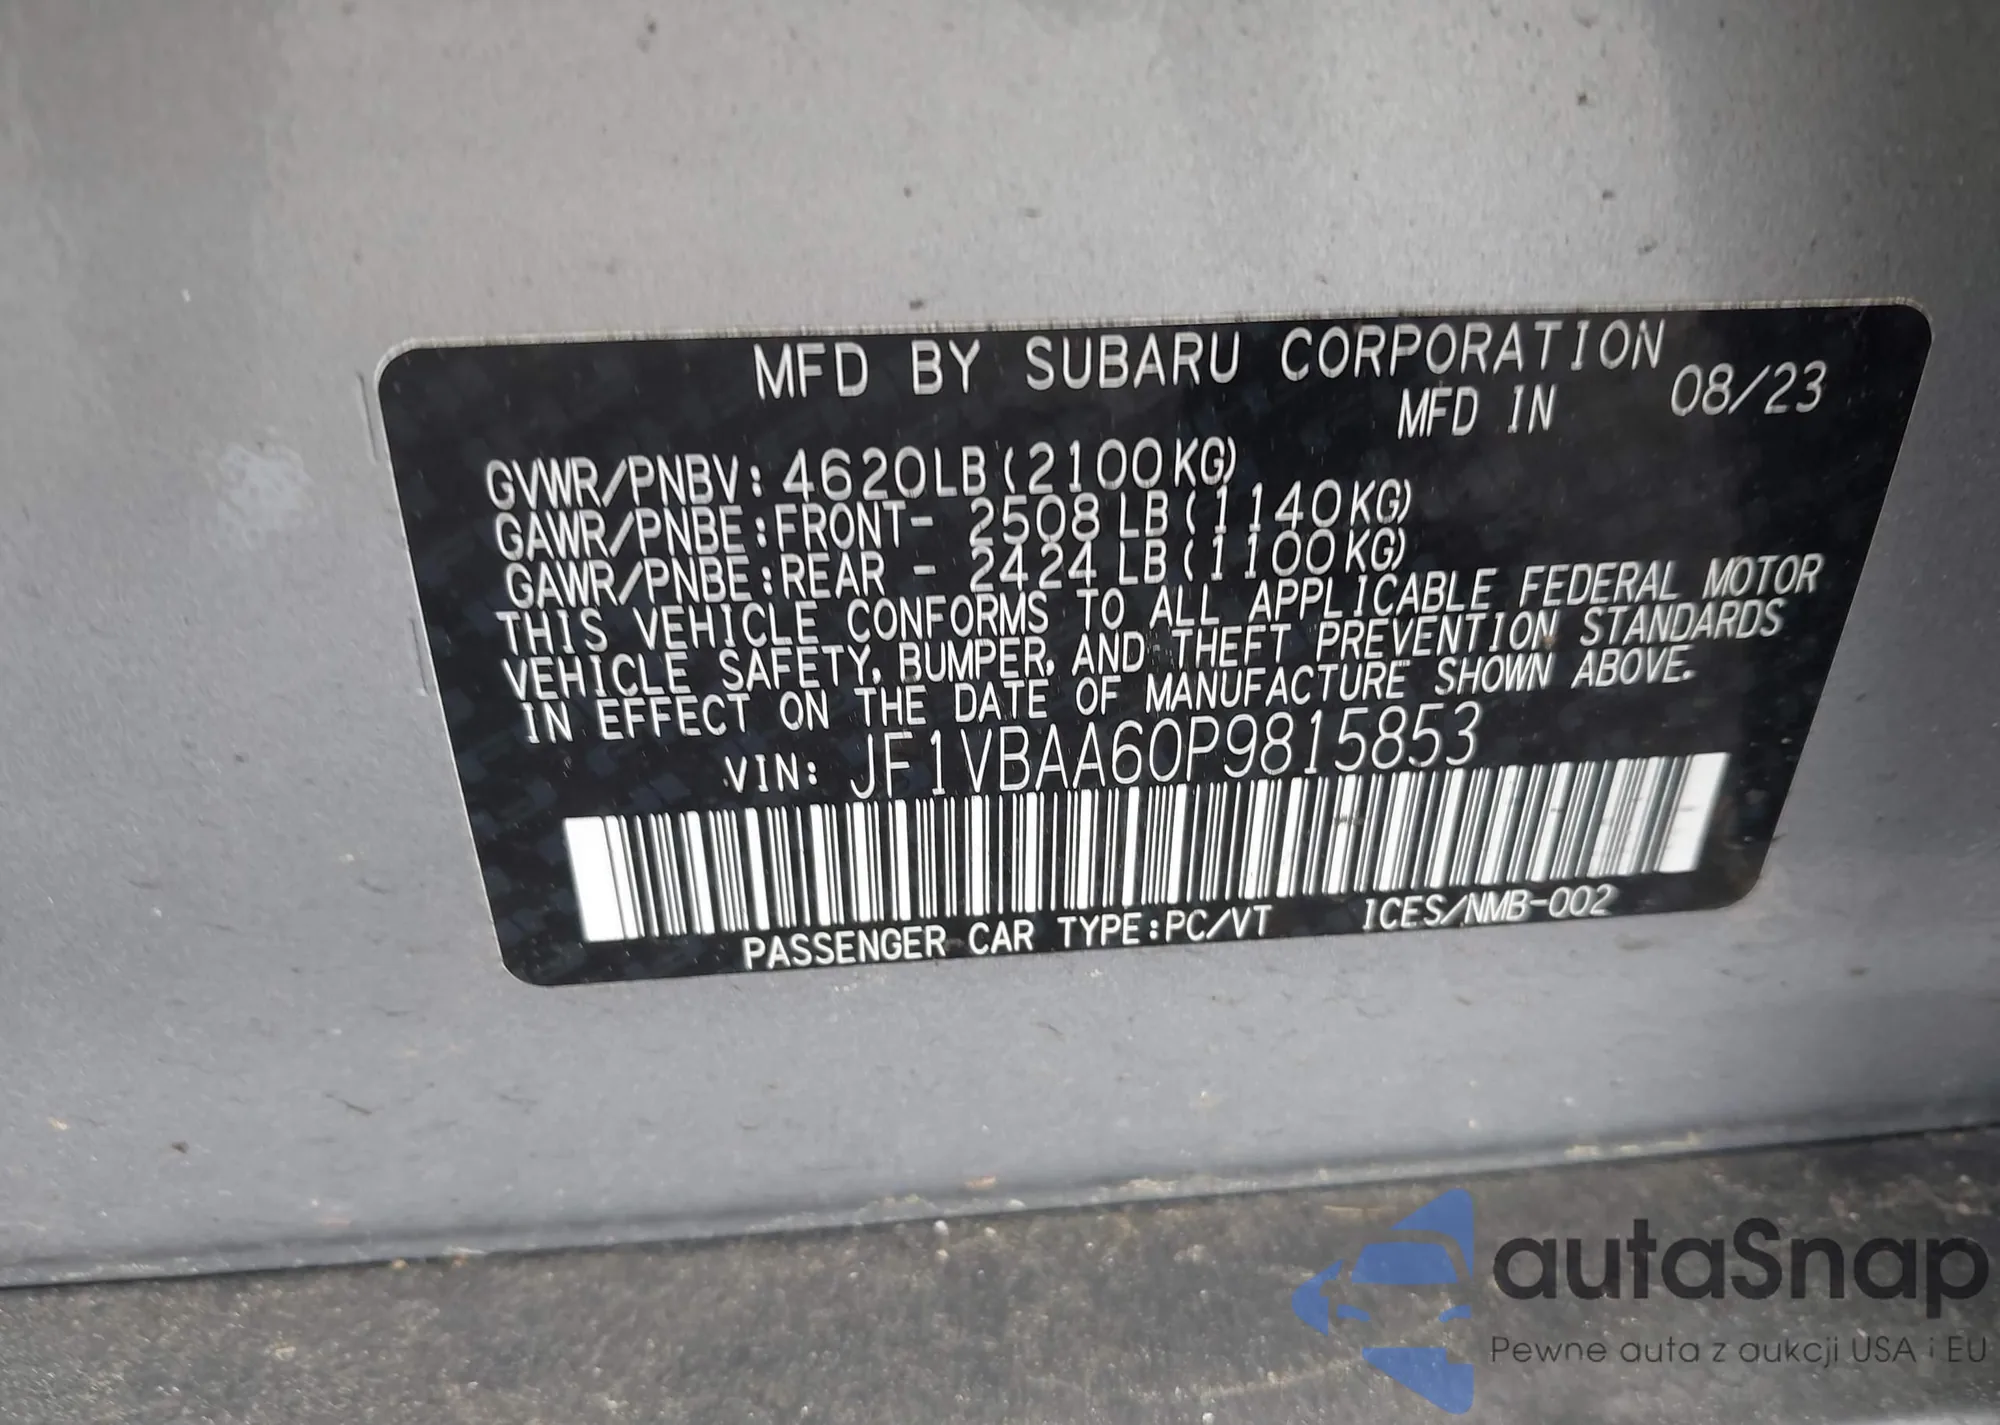 MFD BY SUBARU CORPORATION
MFD IN 08/23
GVWR/PNBV: 4620LB (2100KG)
GAWR/PNBE:FRONT- 2508 LB (1140KG)
GAWR/PNBE:REAR - 2424 LB (1100KG)
THIS VEHICLE CONFORMS TO ALL APPLICABLE FEDERAL MOTOR
VEHICLE SAFETY, BUMPER, AND THEFT PREVENTION STANDARDS
IN EFFECT ON THE DATE OF MANUFACTURE SHOWN ABOVE.
VIN: JF1VBAA60P9815853
PASSENGER CAR TYPE:PC/VT ICES/NMB-002
autaSnap
Pewne auta z aukcji USA i EU